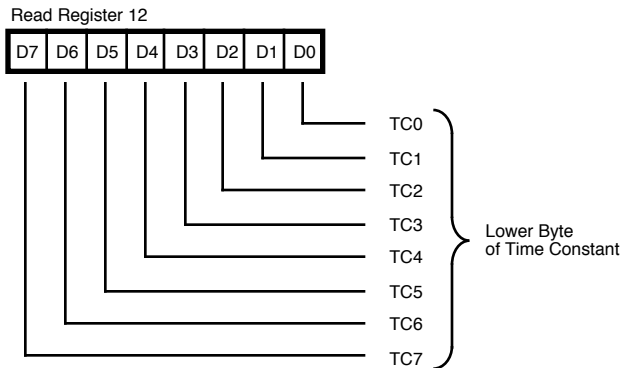 Read Register 12
D7 D6 D5 D4 D3 D2 D1 D0
TC0
TC1
TC2
TC3
TC4
TC5
TC6
TC7
Lower Byte
of Time Constant